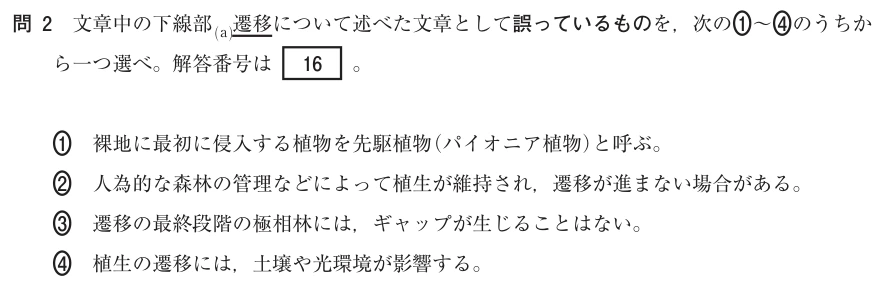 問 2 文章中の下線部(a)遷移について述べた文章として誤っているものを，次の①～④のうちか
ら一つ選べ。解答番号は 16 。
① 裸地に最初に侵入する植物を先駆植物(パイオニア植物)と呼ぶ。
② 人為的な森林の管理などによって植生が維持され，遷移が進まない場合がある。
③ 遷移の最終段階の極相林には，ギャップが生じることはない。
④ 植生の遷移には，土壌や光環境が影響する。